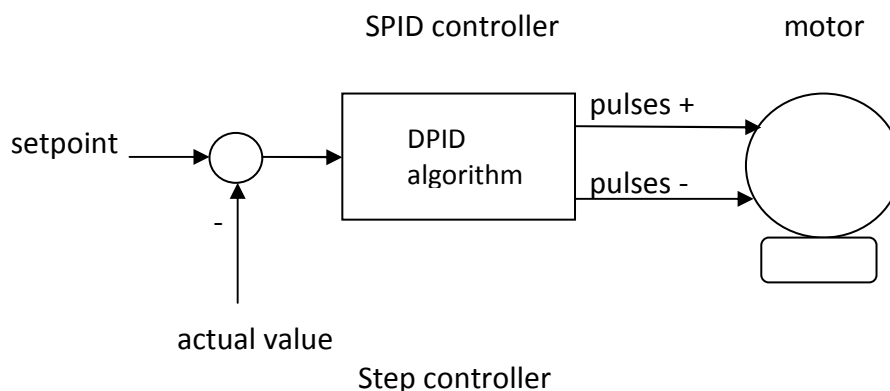 SPID controller
motor
pulses +
setpoint
DPID
algorithm
pulses -
-
actual value
Step controller